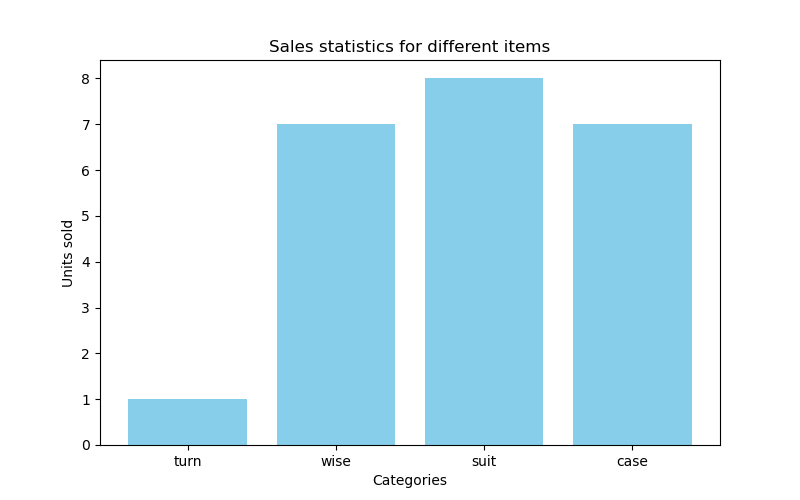 Sales statistics for different items
Units sold
8
7
6
5
4
3
2
1
0
turn wise suit case
Categories